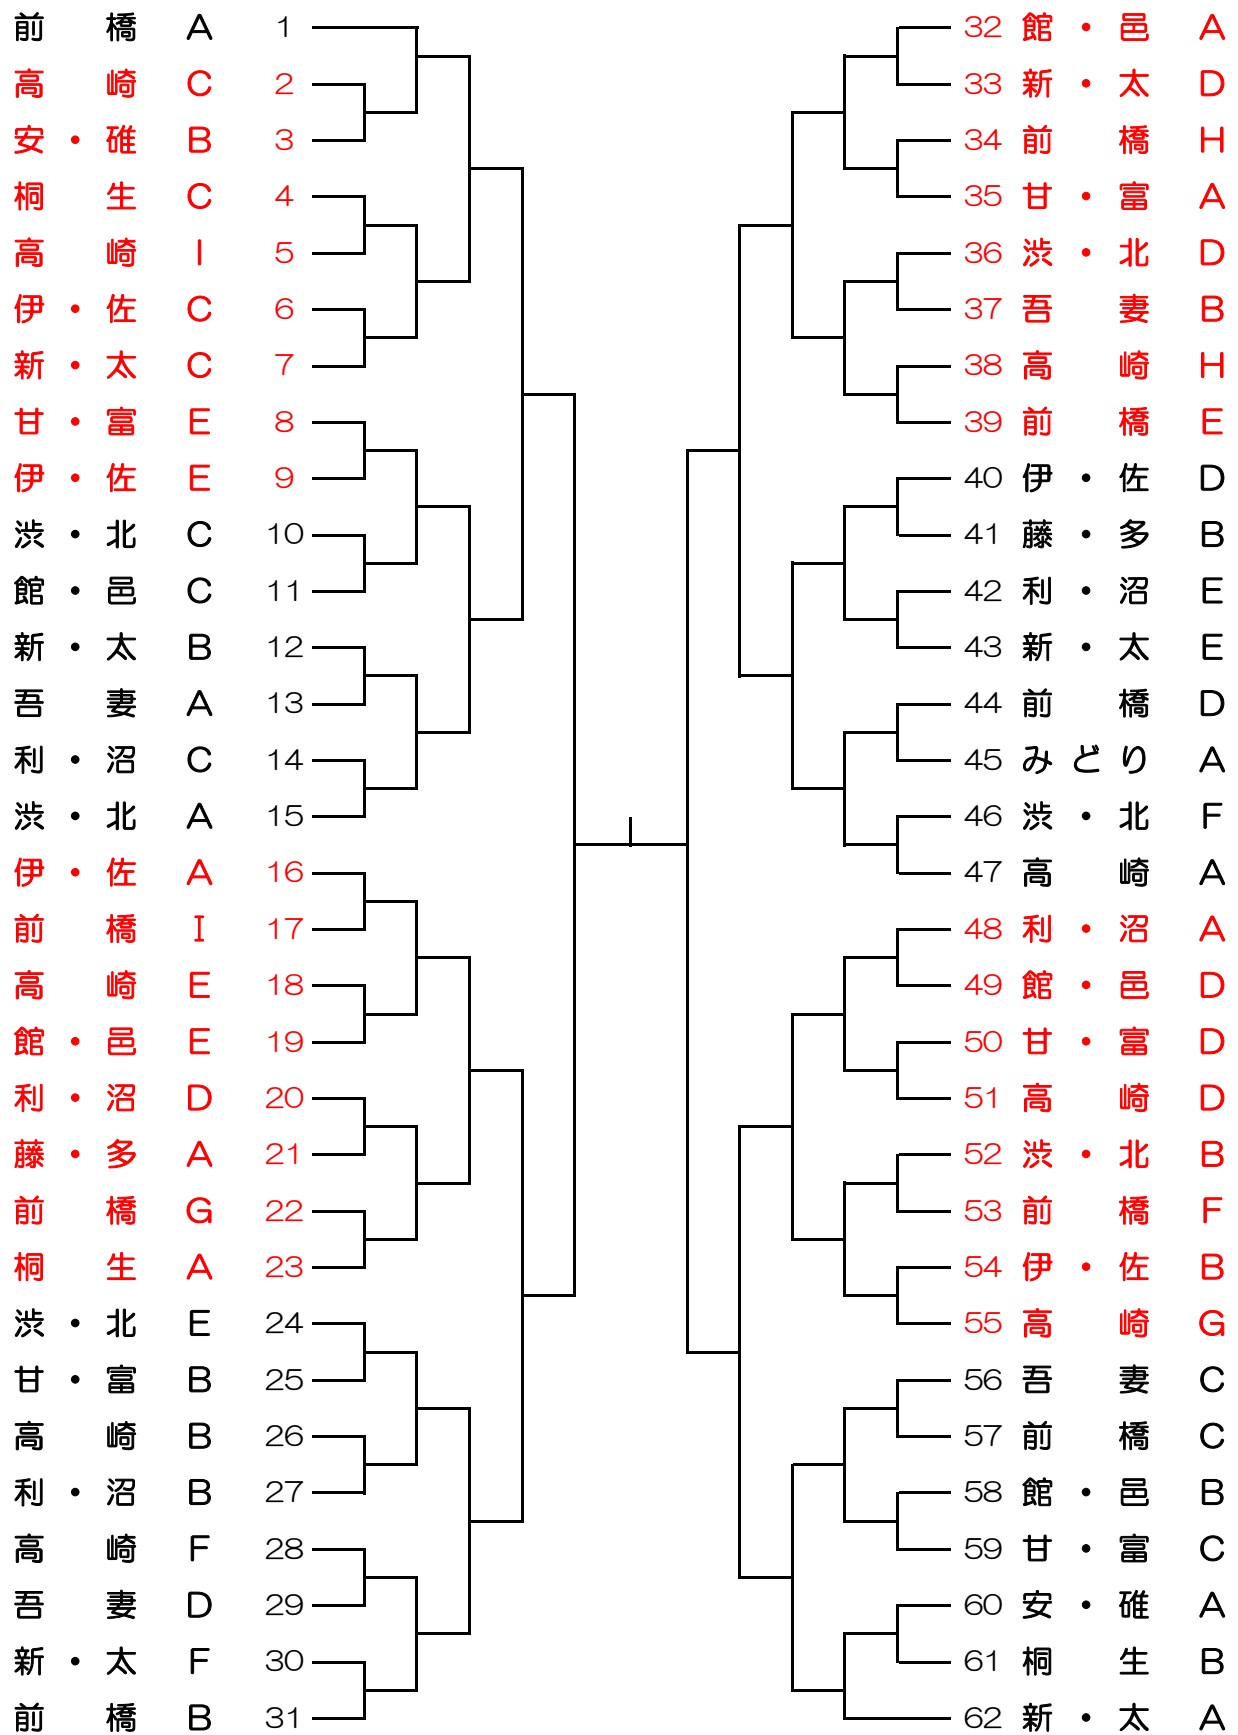 前橋 A 1
高崎 C 2
安・碓 B 3
桐生 C 4
高崎 I 5
伊・佐 C 6
新・太 C 7
甘・富 E 8
伊・佐 E 9
渋・北 C 10
館・邑 C 11
新・太 B 12
吾妻 A 13
利・沼 C 14
渋・北 A 15
伊・佐 A 16
前橋 I 17
高崎 E 18
館・邑 E 19
利・沼 D 20
藤・多 A 21
前橋 G 22
桐生 A 23
渋・北 E 24
甘・富 B 25
高崎 B 26
利・沼 B 27
高崎 F 28
吾妻 D 29
新・太 F 30
前橋 B 31
32 館・邑 A
33 新・太 D
34 前橋 H
35 甘・富 A
36 渋・北 D
37 吾妻 B
38 高崎 H
39 前橋 E
40 伊・佐 D
41 藤・多 B
42 利・沼 E
43 新・太 E
44 前橋 D
45 みどり A
46 渋・北 F
47 高崎 A
48 利・沼 A
49 館・邑 D
50 甘・富 D
51 高崎 D
52 渋・北 B
53 前橋 F
54 伊・佐 B
55 高崎 G
56 吾妻 C
57 前橋 C
58 館・邑 B
59 甘・富 C
60 安・碓 A
61 桐生 B
62 新・太 A